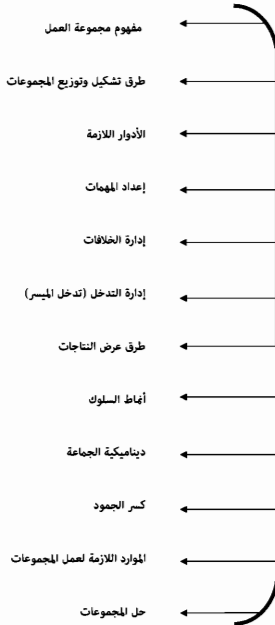 مفهوم مجموعة العمل
طرق تشكيل وتوزيع المجموعات
الأدوار اللازمة
إعداد المهمات
إدارة الخلافات
إدارة التدخل (تدخل الميسر)
طرق عرض النتاجات
أنماط السلوك
ديناميكية الجماعة
كسر الجمود
الموارد اللازمة لعمل المجموعات
حل المجموعات